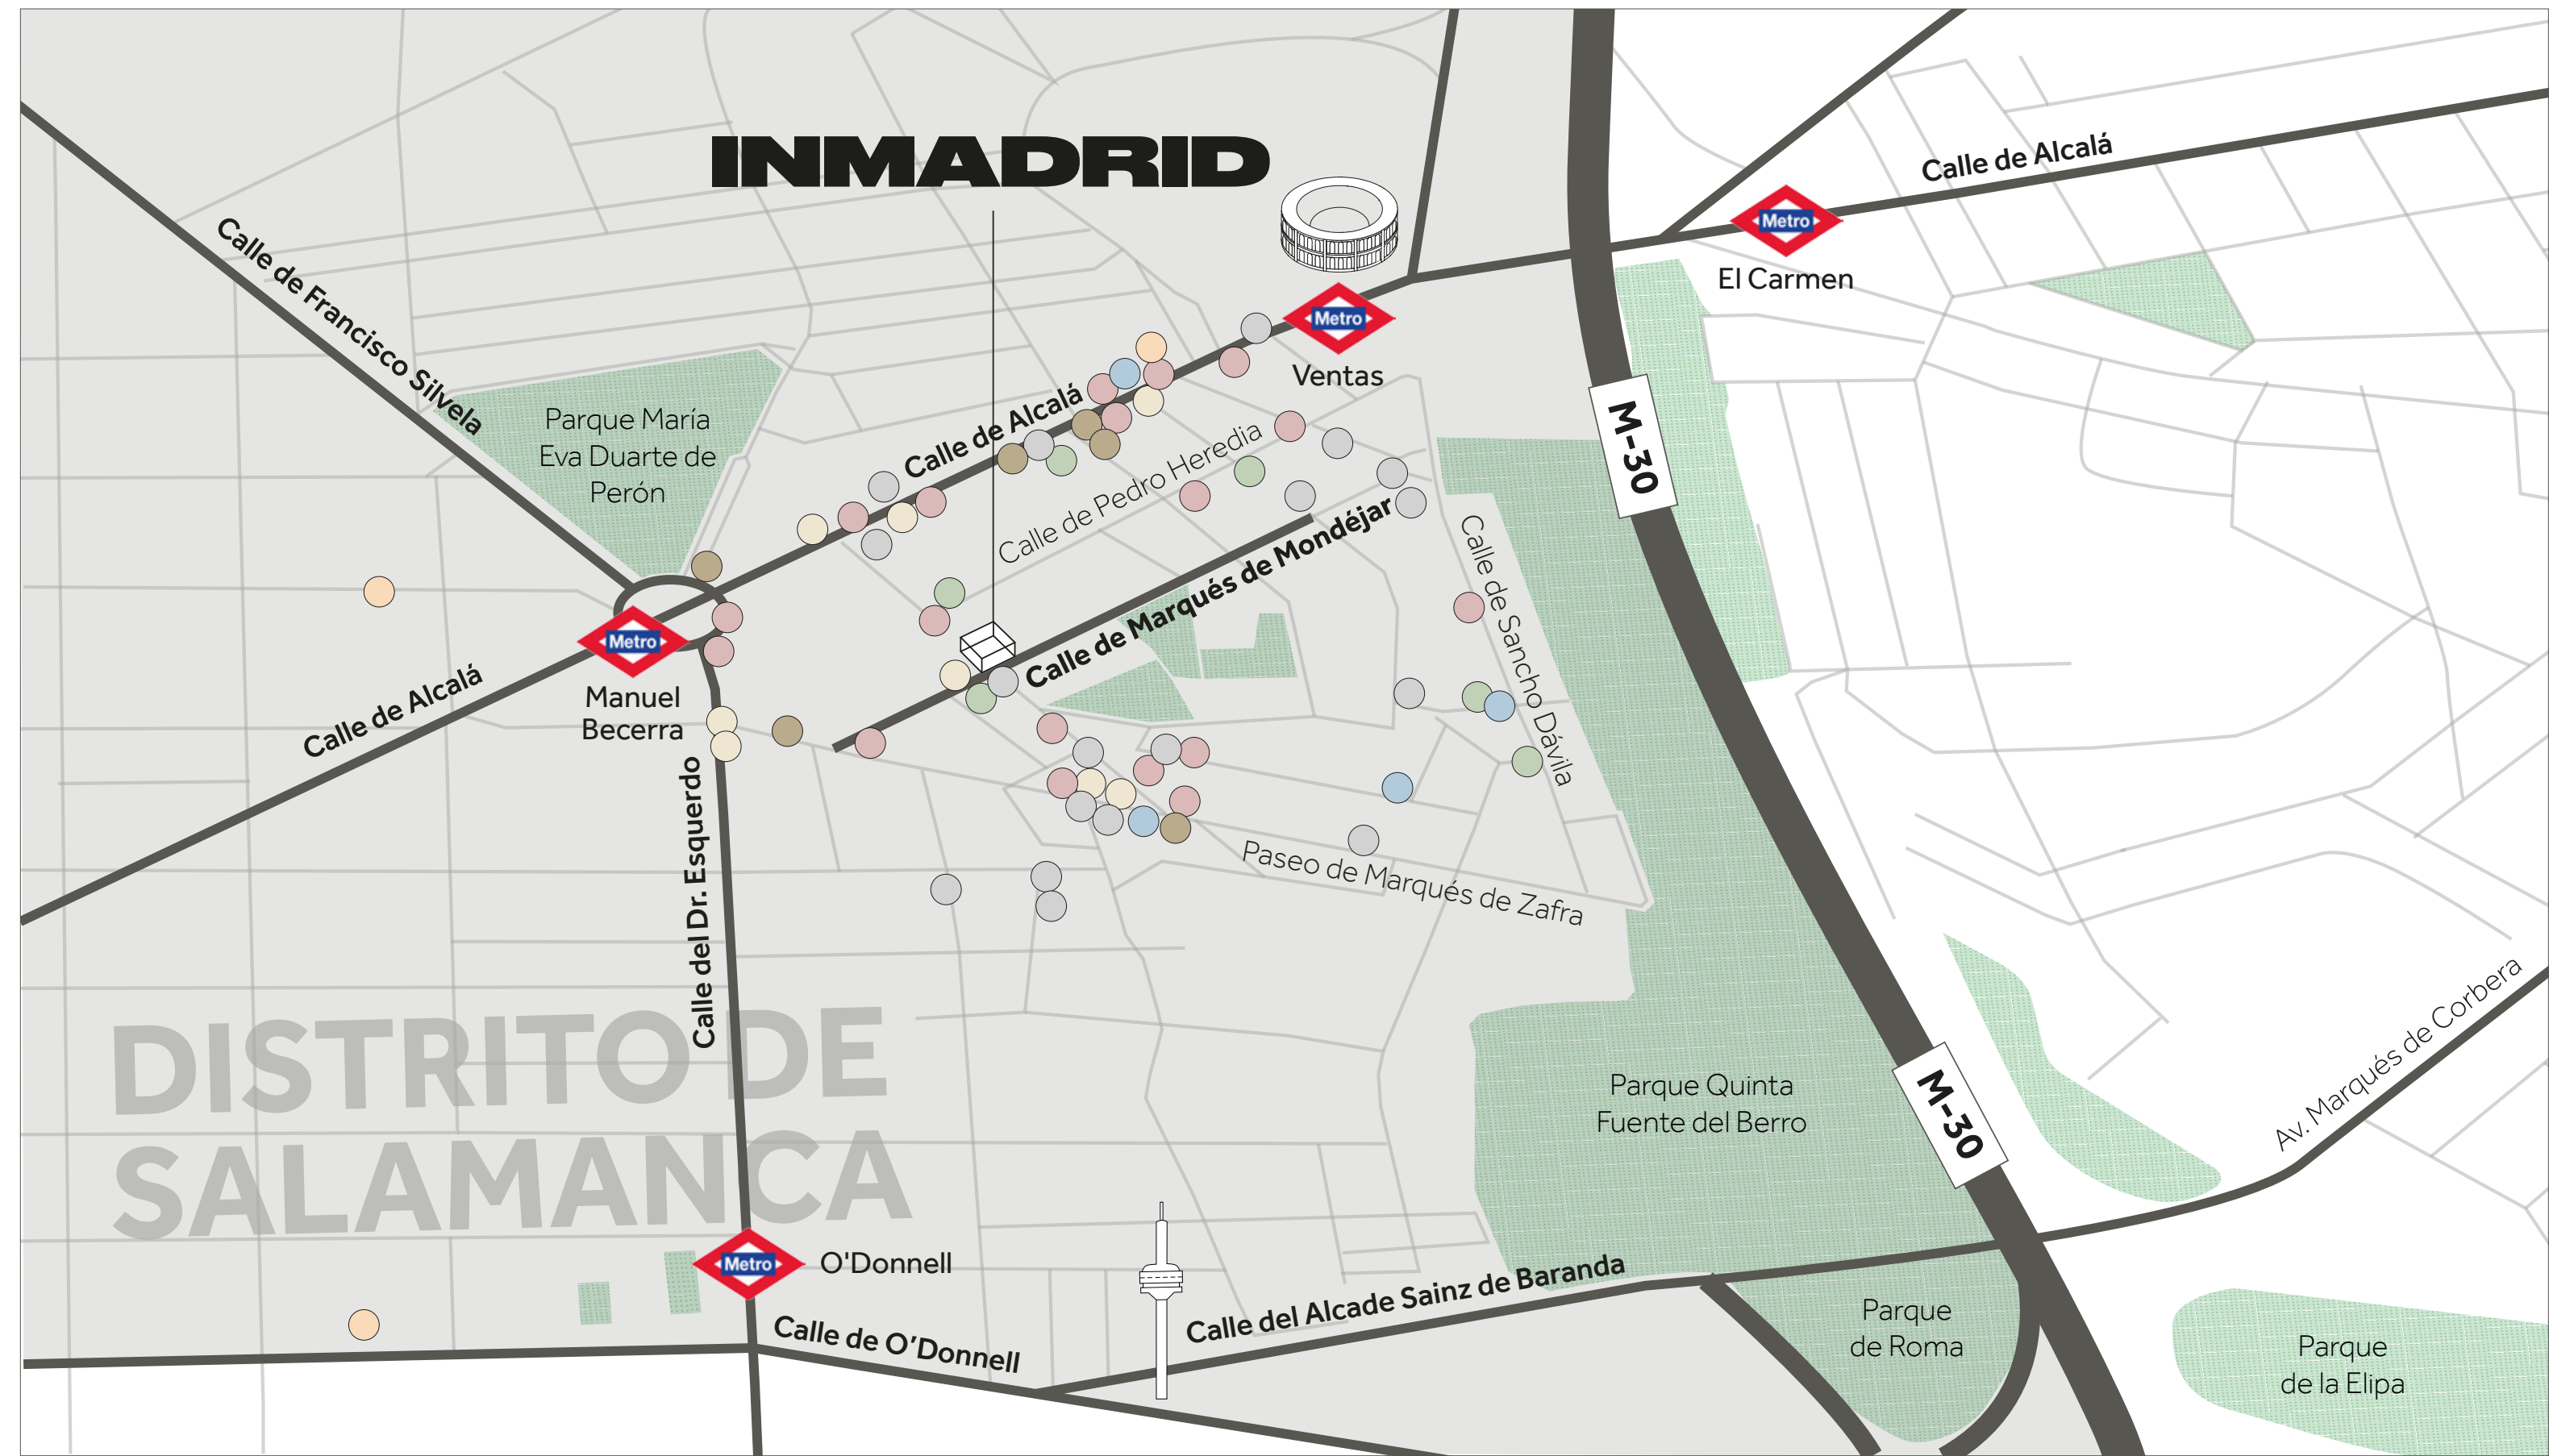 INMADRID
Calle de Alcalá
Metro
El Carmen
Calle de Francisco Silvela
Metro
Ventas
Parque María
Eva Duarte de
Perón
Calle de Alcalá
Calle de Pedro Heredia
M-30
Calle de Marqués de Mondéjar
Calle de Sancho Dávila
Metro
Manuel
Becerra
Calle de Alcalá
Calle del Dr. Esquerdo
Paseo de Marqués de Zafra
DISTRITO DE
SALAMANCA
Parque Quinta
Fuente del Berro
M-30
Av. Marqués de Corbera
Metro
O'Donnell
Calle de O’Donnell
Calle del Alcade Sainz de Baranda
Parque
de Roma
Parque
de la Elipa